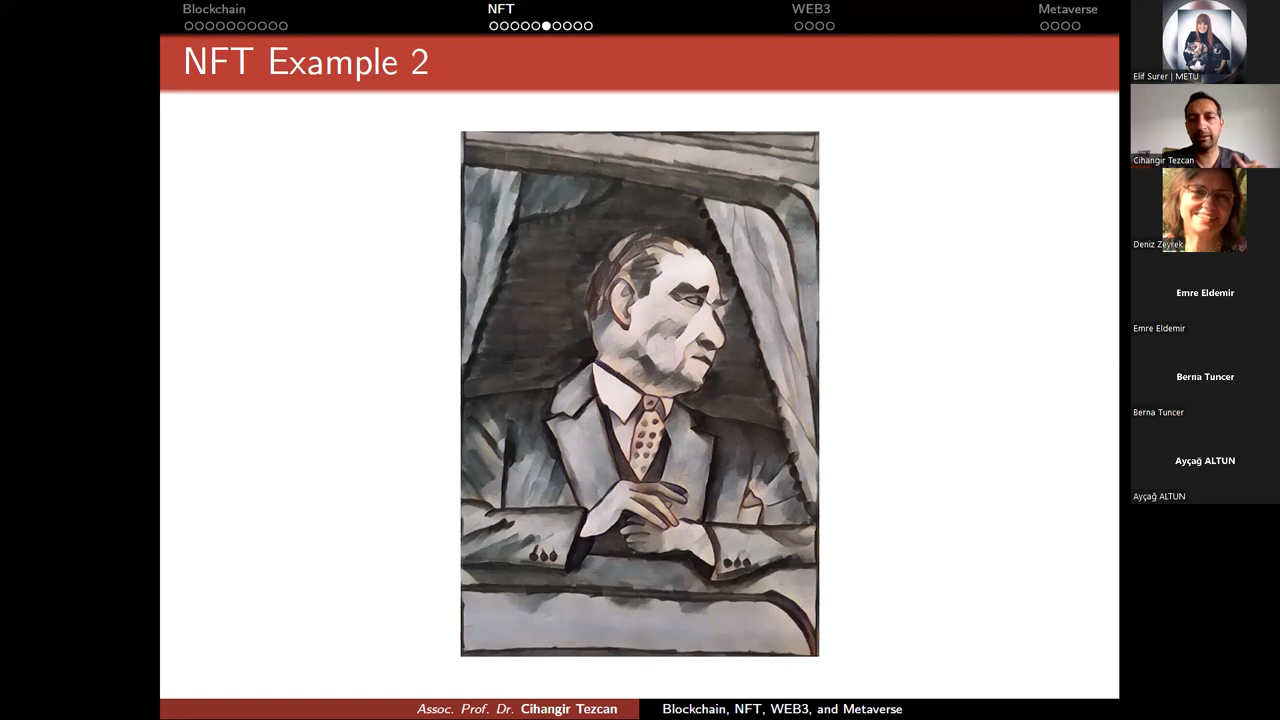 Blockchain NFT WEB3 Metaverse
NFT Example 2
Assoc. Prof. Dr. Cihangir Tezcan Blockchain, NFT, WEB3, and Metaverse
Elif Surer | METU
Cihangir Tezcan
Deniz Zeyrek
Emre Eldemir
Emre Eldemir
Berna Tuncer
Berna Tuncer
Ayçağ ALTUN
Ayçağ ALTUN